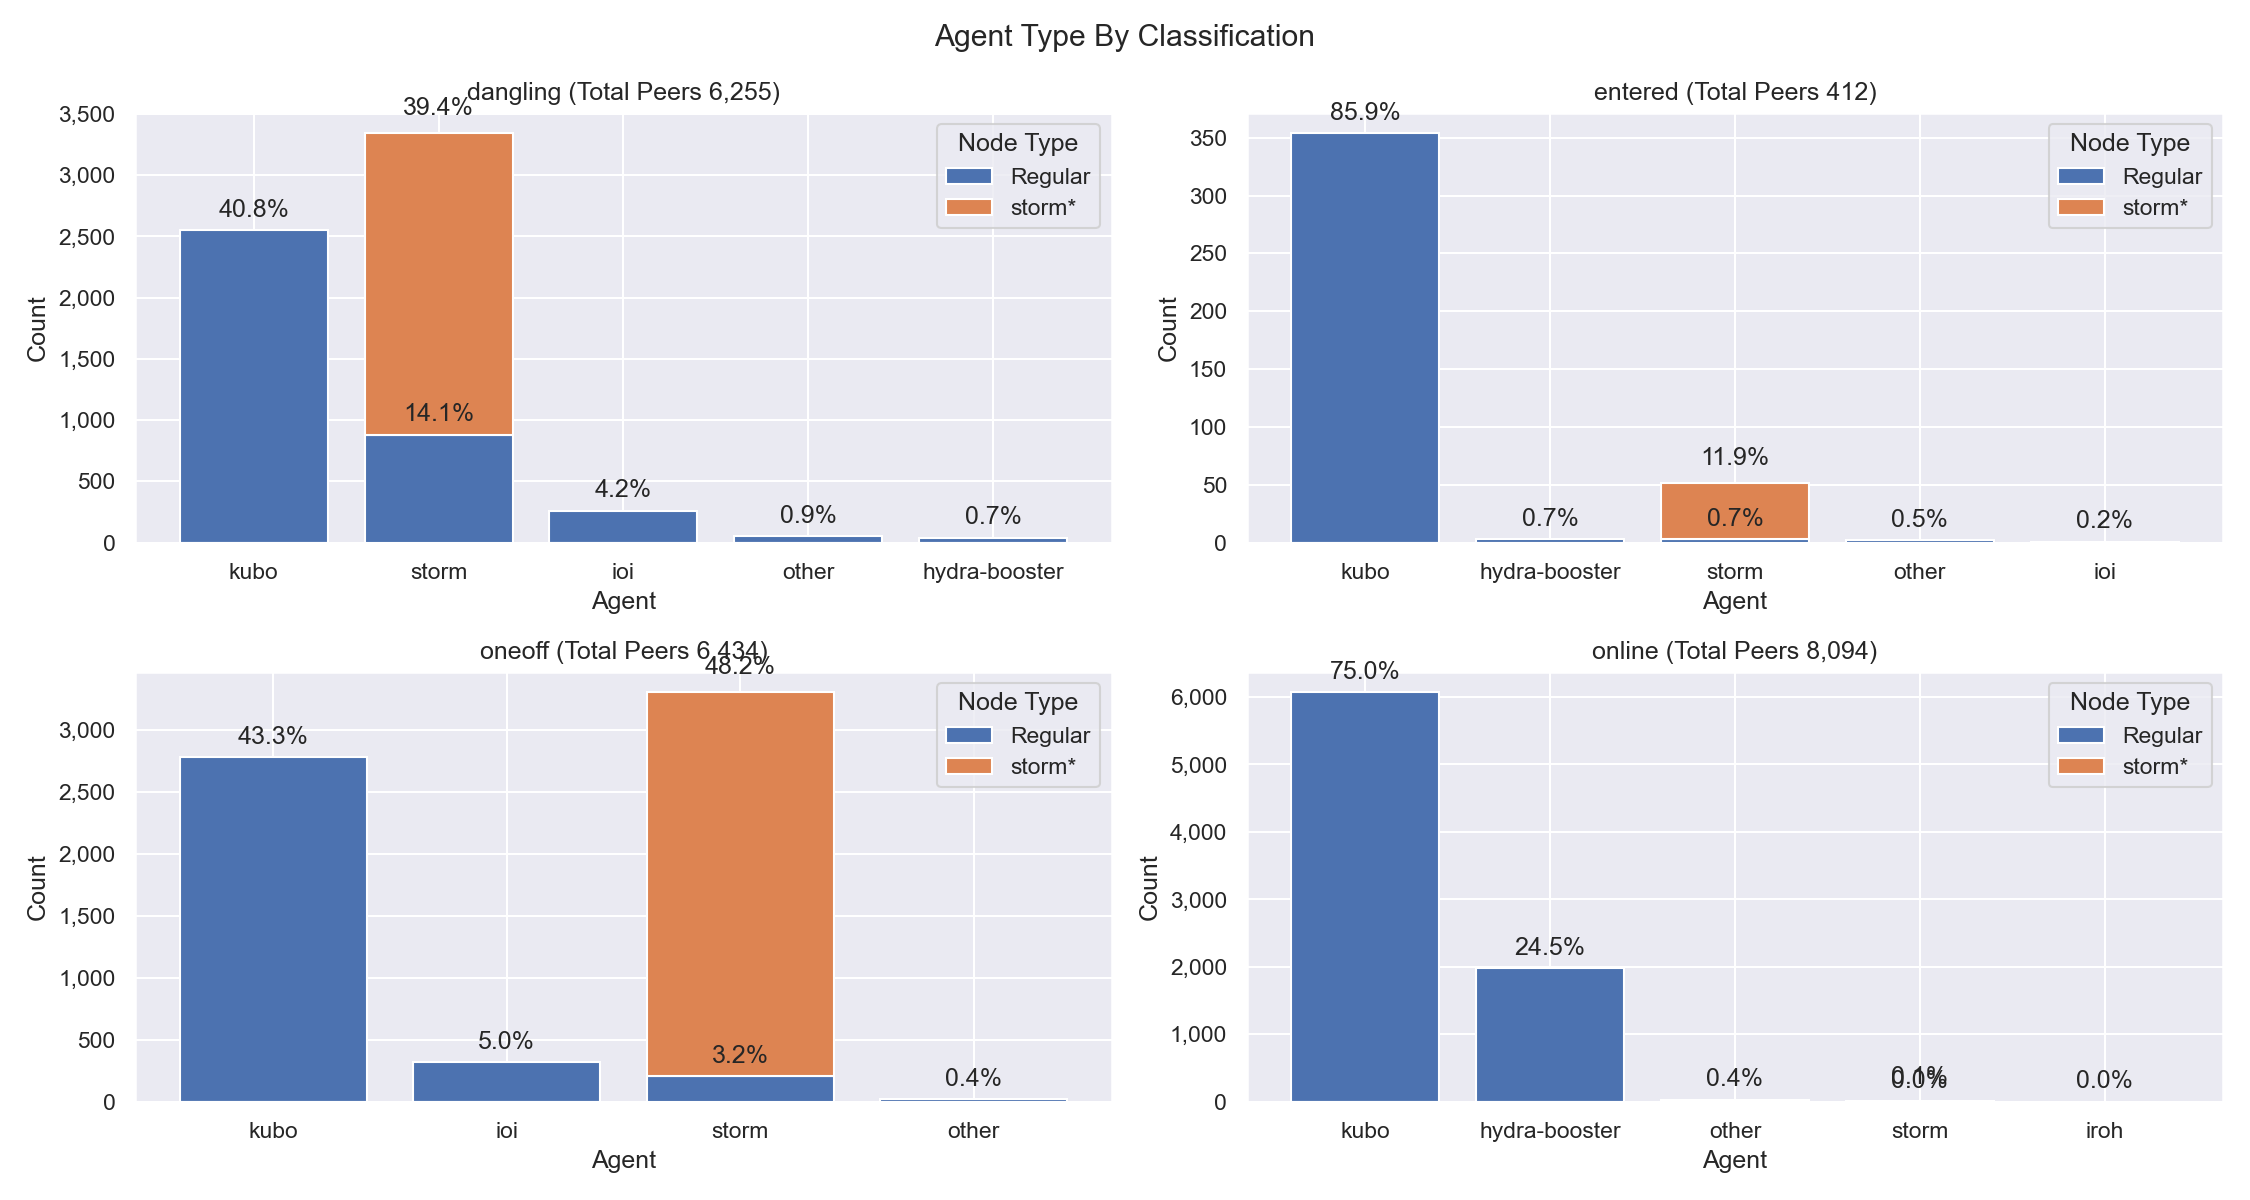 Agent Type By Classification
dangling (Total Peers 6,255)
3,500
3,000
2,500
2,000
1,500
1,000
500
0
Count
40.8%
39.4%
14.1%
4.2%
0.9%
0.7%
Node Type
Regular
storm*
kubo
storm
ioi
other
hydra-booster
Agent
entered (Total Peers 412)
350
300
250
200
150
100
50
0
Count
85.9%
0.7%
11.9%
0.7%
0.5%
0.2%
Node Type
Regular
storm*
kubo
hydra-booster
storm
other
ioi
Agent
oneoff (Total Peers 6,434)
3,000
2,500
2,000
1,500
1,000
500
0
Count
43.3%
5.0%
48.2%
3.2%
0.4%
Node Type
Regular
storm*
kubo
ioi
storm
other
Agent
online (Total Peers 8,094)
6,000
5,000
4,000
3,000
2,000
1,000
0
Count
75.0%
24.5%
0.4%
0.1%
0.0%
0.0%
Node Type
Regular
storm*
kubo
hydra-booster
other
storm
iroh
Agent